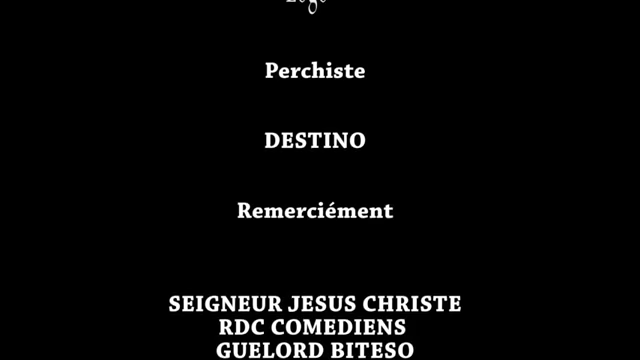 Perchiste
DESTINO
Remerciément
SEIGNEUR JESUS CHRISTE
RDC COMEDIENS
GUELORD BITESO